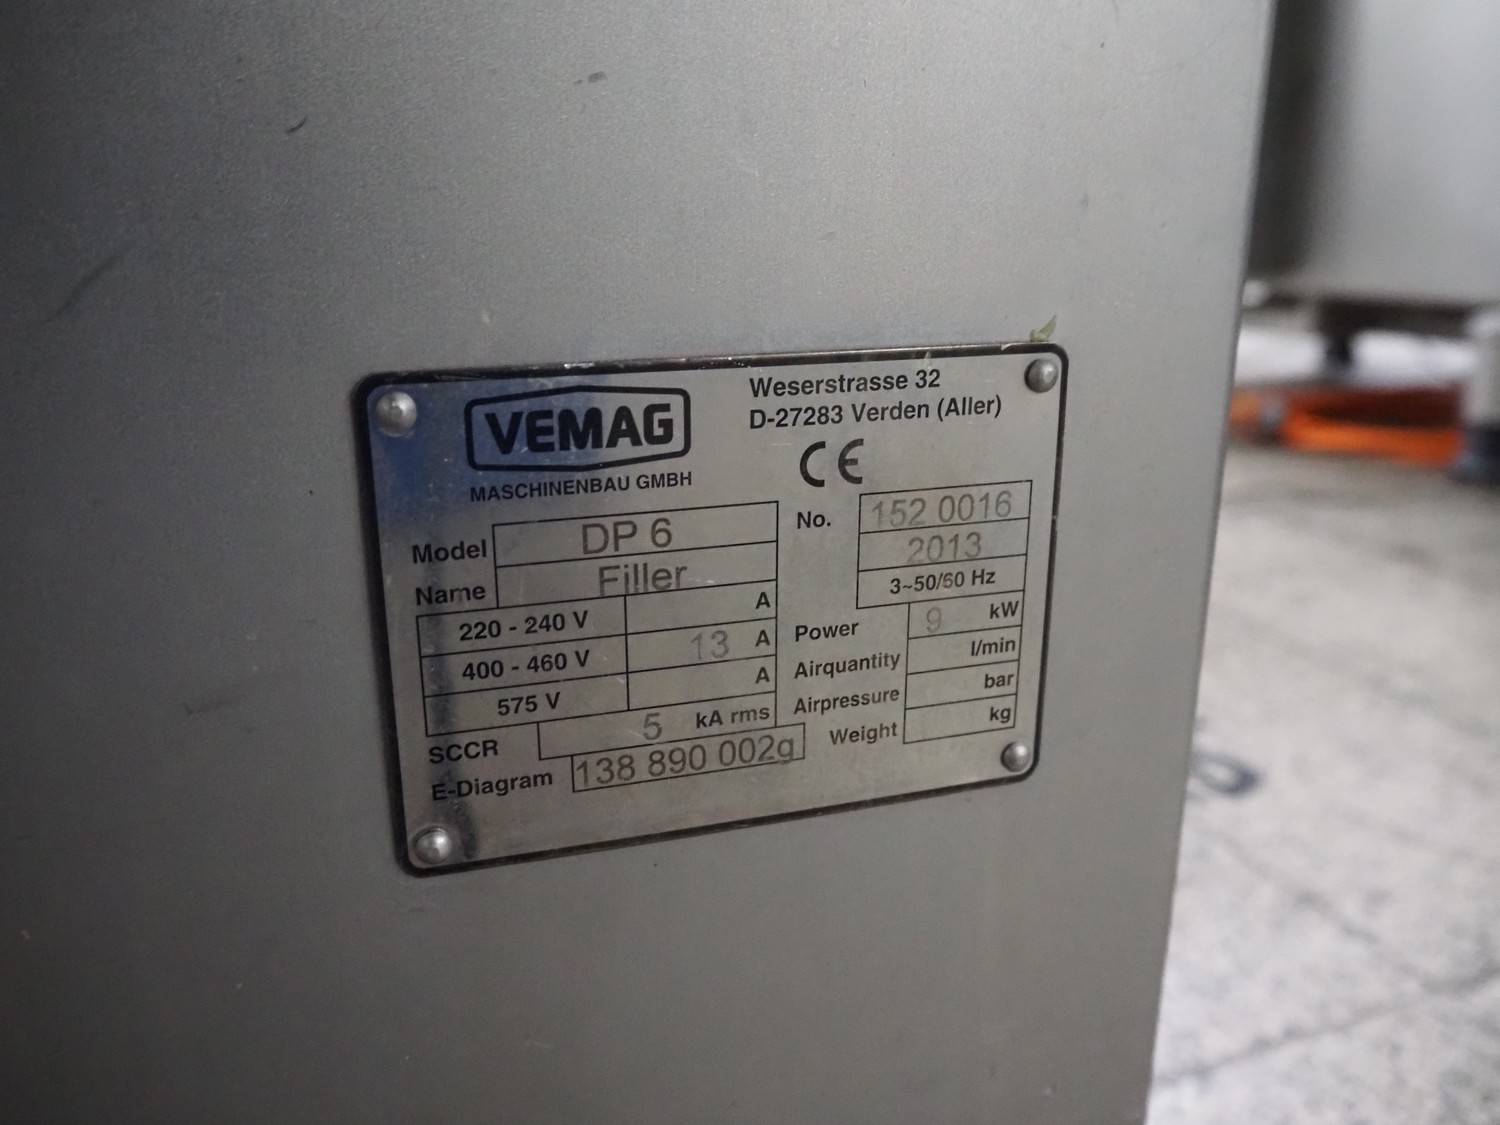 VEMAG
MASCHINENBAU GMBH
Weserstrasse 32
D-27283 Verden (Aller)
CE
Model DP 6
Name Filler
220 - 240 V A
400 - 460 V 13 A
575 V A
SCCR 5 kA rms
E-Diagram 138 890 002g
No. 152 0016
2013
3~50/60 Hz
Power 9 kW
Airquantity l/min
Airpressure bar
Weight kg